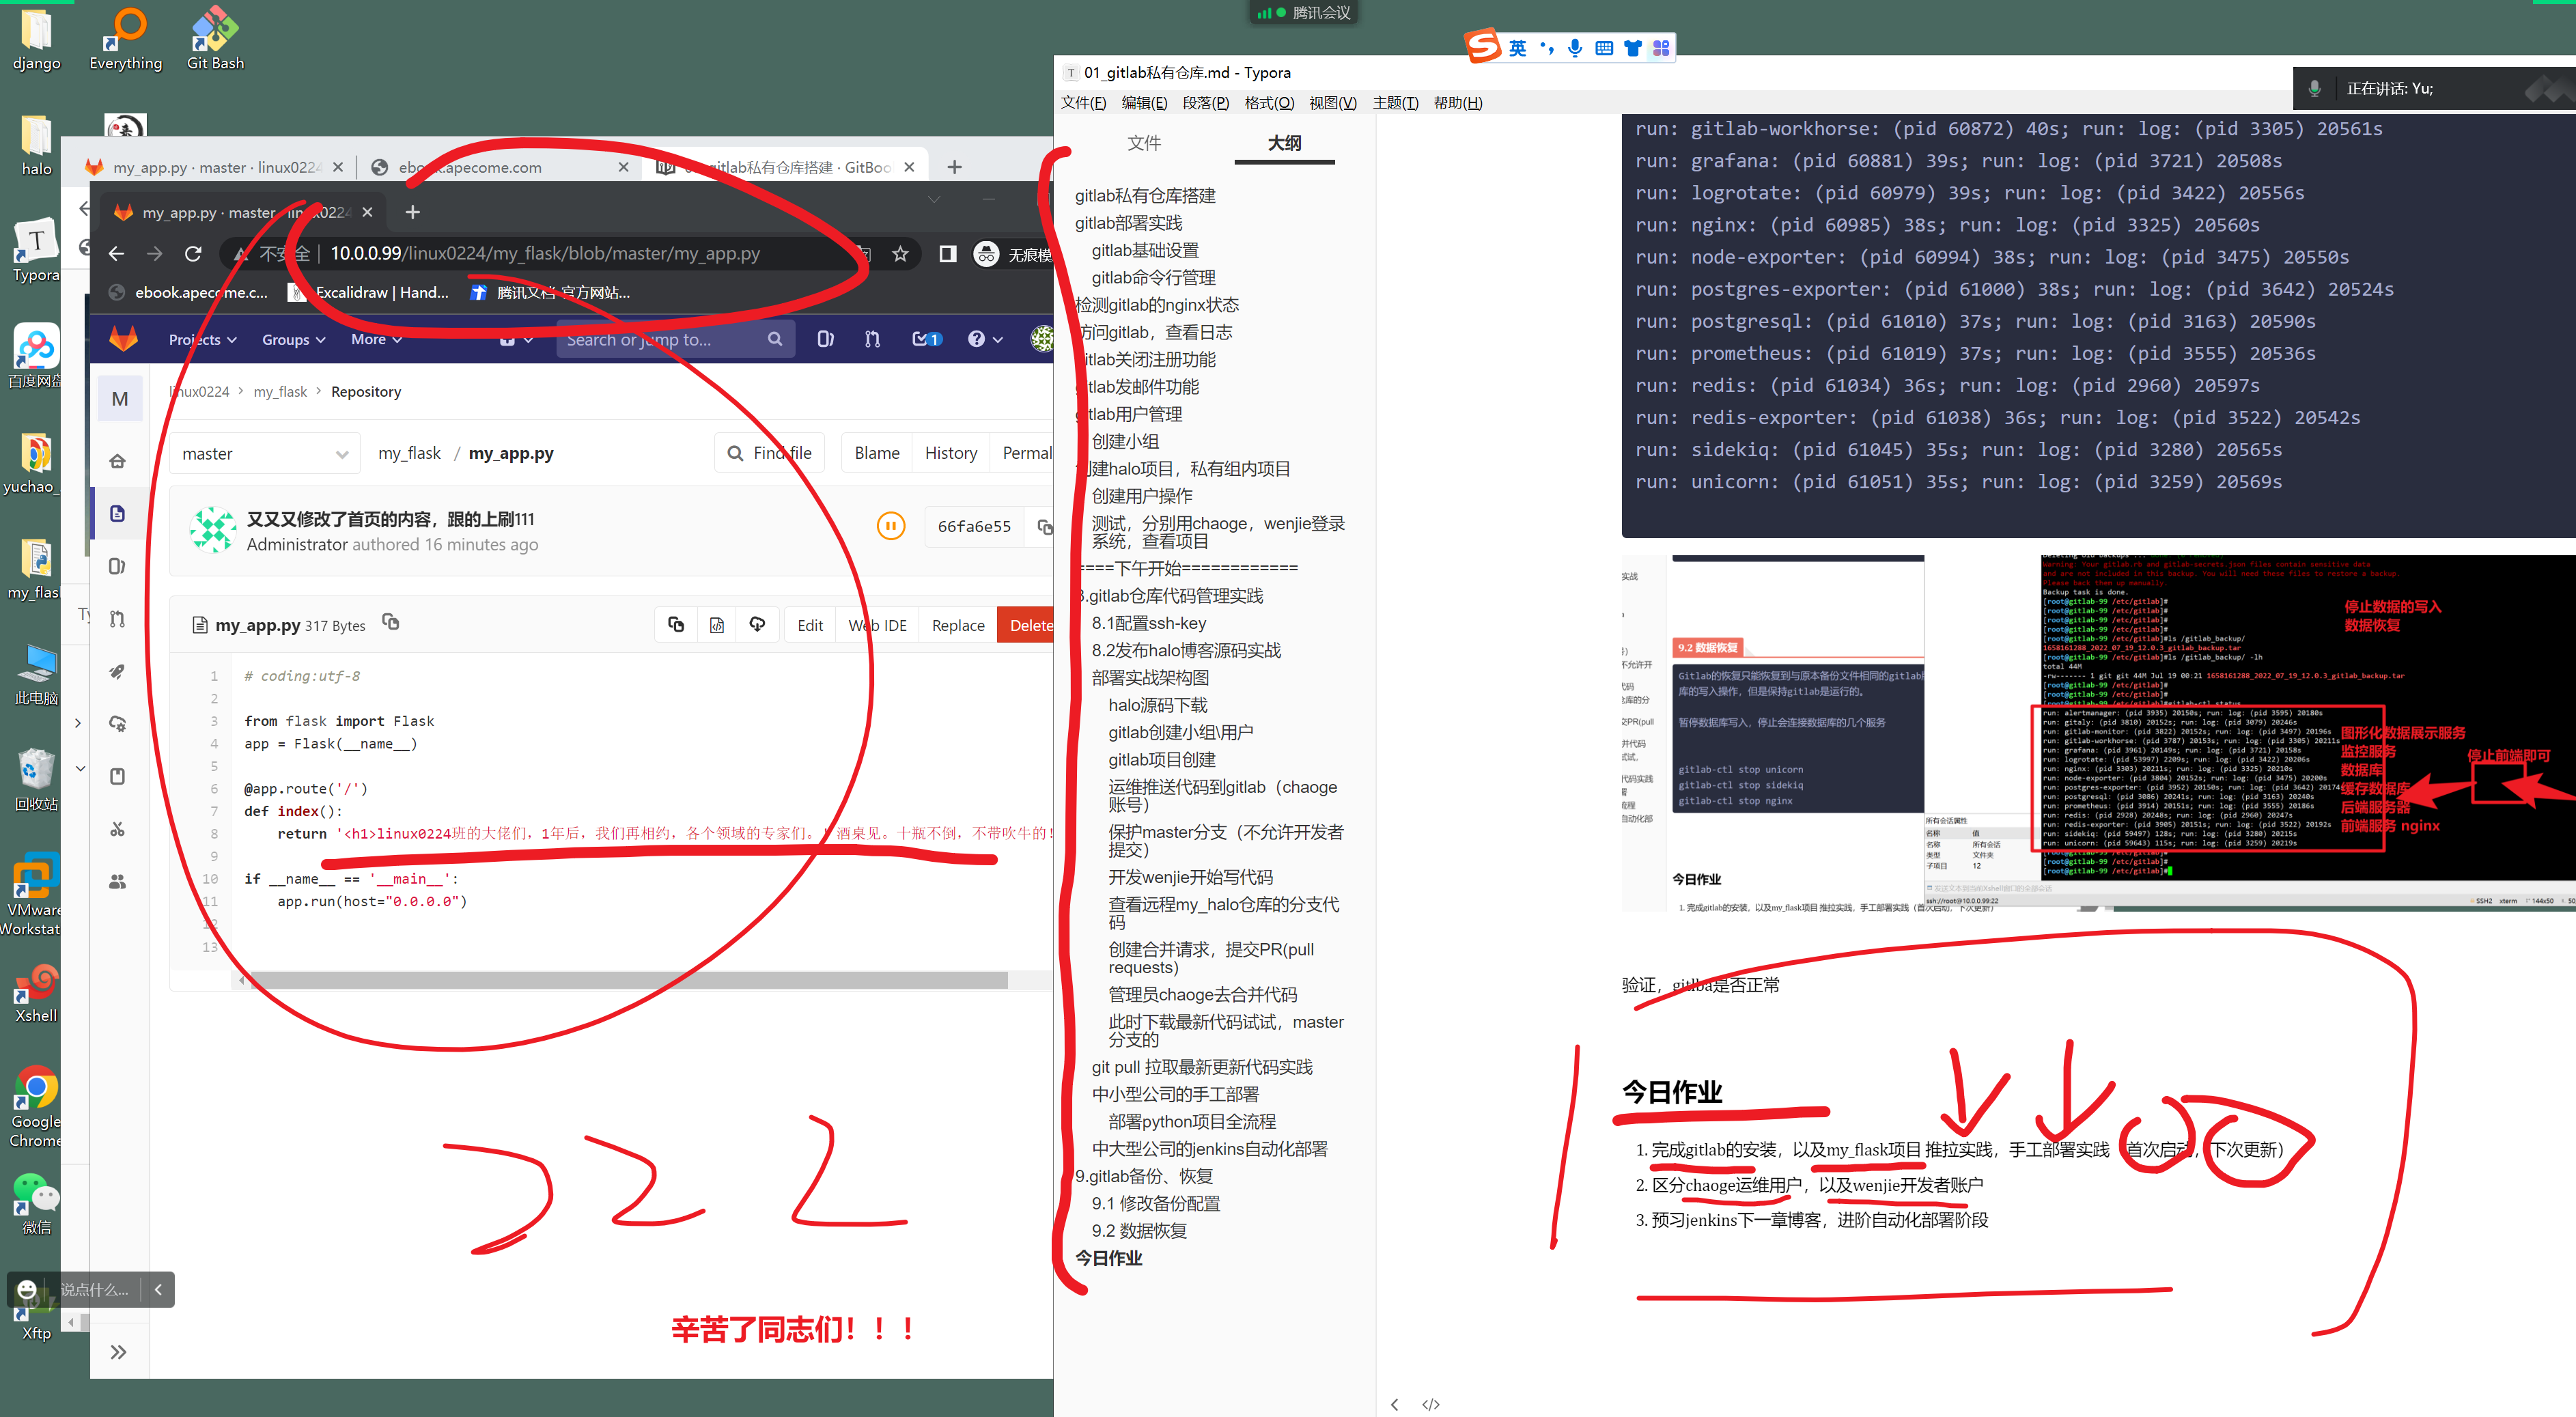 腾讯会议
django
Everything
Git Bash
halo
Typora
百度网盘
yuchao_
my_flas
此电脑
回收站
VMware
Workstat
Xshell
Google
Chrome
微信
说点什么...
Xftp
my_app.py · master · linux0224
ebook.apecome.com
gitlab私有仓库搭建 · GitBoo
my_app.py · master · linux0224
10.0.0.99/linux0224/my_flask/blob/master/my_app.py
无痕模
ebook.apecome.c...
Excalidraw | Hand...
腾讯文档-官方网站...
Projects
Groups
More
Search or jump to...
1
M
linux0224 > my_flask > Repository
master
my_flask / my_app.py
Find file
Blame
History
Permal
又又又修改了首页的内容，跟的上刷111
Administrator authored 16 minutes ago
66fa6e55
my_app.py 317 Bytes
Edit
Web IDE
Replace
Delete
1 # coding:utf-8
2
3 from flask import Flask
4 app = Flask(__name__)
5
6 @app.route('/')
7 def index():
8 return '<h1>linux0224班的大佬们，1年后，我们再相约，各个领域的专家们。！酒桌见。十瓶不倒，不带吹牛的！
9
10 if __name__ == '__main__':
11 app.run(host="0.0.0.0")
12
13
辛苦了同志们！！！
英
01_gitlab私有仓库.md - Typora
文件(F) 编辑(E) 段落(P) 格式(O) 视图(V) 主题(T) 帮助(H)
正在讲话: Yu;
文件
大纲
gitlab私有仓库搭建
gitlab部署实践
gitlab基础设置
gitlab命令行管理
检测gitlab的nginx状态
访问gitlab，查看日志
gitlab关闭注册功能
gitlab发邮件功能
gitlab用户管理
创建小组
创建halo项目，私有组内项目
创建用户操作
测试，分别用chaoge，wenjie登录
系统，查看项目
====下午开始============
8.gitlab仓库代码管理实践
8.1配置ssh-key
8.2发布halo博客源码实战
部署实战架构图
halo源码下载
gitlab创建小组\用户
gitlab项目创建
运维推送代码到gitlab（chaoge
账号）
保护master分支（不允许开发者
提交）
开发wenjie开始写代码
查看远程my_halo仓库的分支代
码
创建合并请求，提交PR(pull
requests)
管理员chaoge去合并代码
此时下载最新代码试试，master
分支的
git pull 拉取最新更新代码实践
中小型公司的手工部署
部署python项目全流程
中大型公司的jenkins自动化部署
9.gitlab备份、恢复
9.1 修改备份配置
9.2 数据恢复
今日作业
run: gitlab-workhorse: (pid 60872) 40s; run: log: (pid 3305) 20561s
run: grafana: (pid 60881) 39s; run: log: (pid 3721) 20508s
run: logrotate: (pid 60979) 39s; run: log: (pid 3422) 20556s
run: nginx: (pid 60985) 38s; run: log: (pid 3325) 20560s
run: node-exporter: (pid 60994) 38s; run: log: (pid 3475) 20550s
run: postgres-exporter: (pid 61000) 38s; run: log: (pid 3642) 20524s
run: postgresql: (pid 61010) 37s; run: log: (pid 3163) 20590s
run: prometheus: (pid 61019) 37s; run: log: (pid 3555) 20536s
run: redis: (pid 61034) 36s; run: log: (pid 2960) 20597s
run: redis-exporter: (pid 61038) 36s; run: log: (pid 3522) 20542s
run: sidekiq: (pid 61045) 35s; run: log: (pid 3280) 20565s
run: unicorn: (pid 61051) 35s; run: log: (pid 3259) 20569s
9.2 数据恢复
Gitlab的恢复只能恢复到与原本备份文件相同的gitlab
库的写入操作，但是保持gitlab是运行的。
暂停数据库写入，停止会连接数据库的几个服务
gitlab-ctl stop unicorn
gitlab-ctl stop sidekiq
gitlab-ctl stop nginx
今日作业
Backup task is done.
[root@gitlab-99 /etc/gitlab]#ls /gitlab_backup/
1658161288_2022_07_19_12.0.3_gitlab_backup.tar
[root@gitlab-99 /etc/gitlab]#ls /gitlab_backup/ -lh
total 44M
-rw------- 1 git git 44M Jul 19 00:21 1658161288_2022_07_19_12.0.3_gitlab_backup.tar
停止数据的写入
数据恢复
图形化数据展示服务
监控服务
数据库
缓存数据库
后端服务器
前端服务 nginx
停止前端即可
验证，gitlba是否正常
今日作业
1. 完成gitlab的安装，以及my_flask项目 推拉实践，手工部署实践（首次启动，下次更新）
2. 区分chaoge运维用户，以及wenjie开发者账户
3. 预习jenkins下一章博客，进阶自动化部署阶段